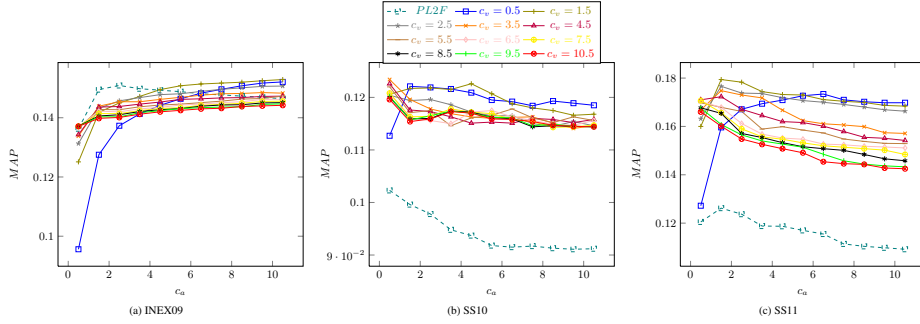 PL2F c_v = 0.5 c_v = 1.5
c_v = 2.5 c_v = 3.5 c_v = 4.5
c_v = 5.5 c_v = 6.5 c_v = 7.5
c_v = 8.5 c_v = 9.5 c_v = 10.5
MAP
0.14
0.12
0.1
0 2 4 6 8 10
c_a
(a) INEX09
MAP
0.12
0.11
0.1
9 · 10⁻²
0 2 4 6 8 10
c_a
(b) SS10
MAP
0.18
0.16
0.14
0.12
0 2 4 6 8 10
c_a
(c) SS11